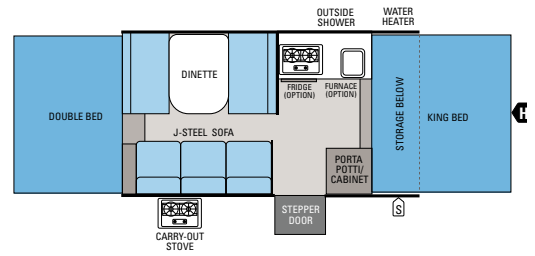 OUTSIDE
SHOWER
WATER
HEATER
DINETTE
FRIDGE
(OPTION)
FURNACE
(OPTION)
DOUBLE BED
STORAGE BELOW
KING BED
H
J-STEEL SOFA
PORTA
POTTI/
CABINET
STEPPER
DOOR
S
CARRY-OUT
STOVE